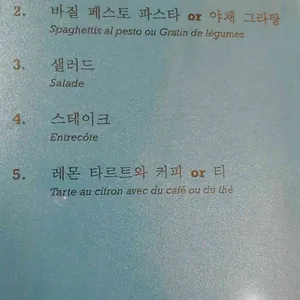 2. 바질 페스토 파스타 or 야채 그라탕
Spaghettis al pesto ou Gratin de légumes
3. 샐러드
Salade
4. 스테이크
Entrecôte
5. 레몬 타르트와 커피 or 티
Tarte au citron avec du café ou du thé